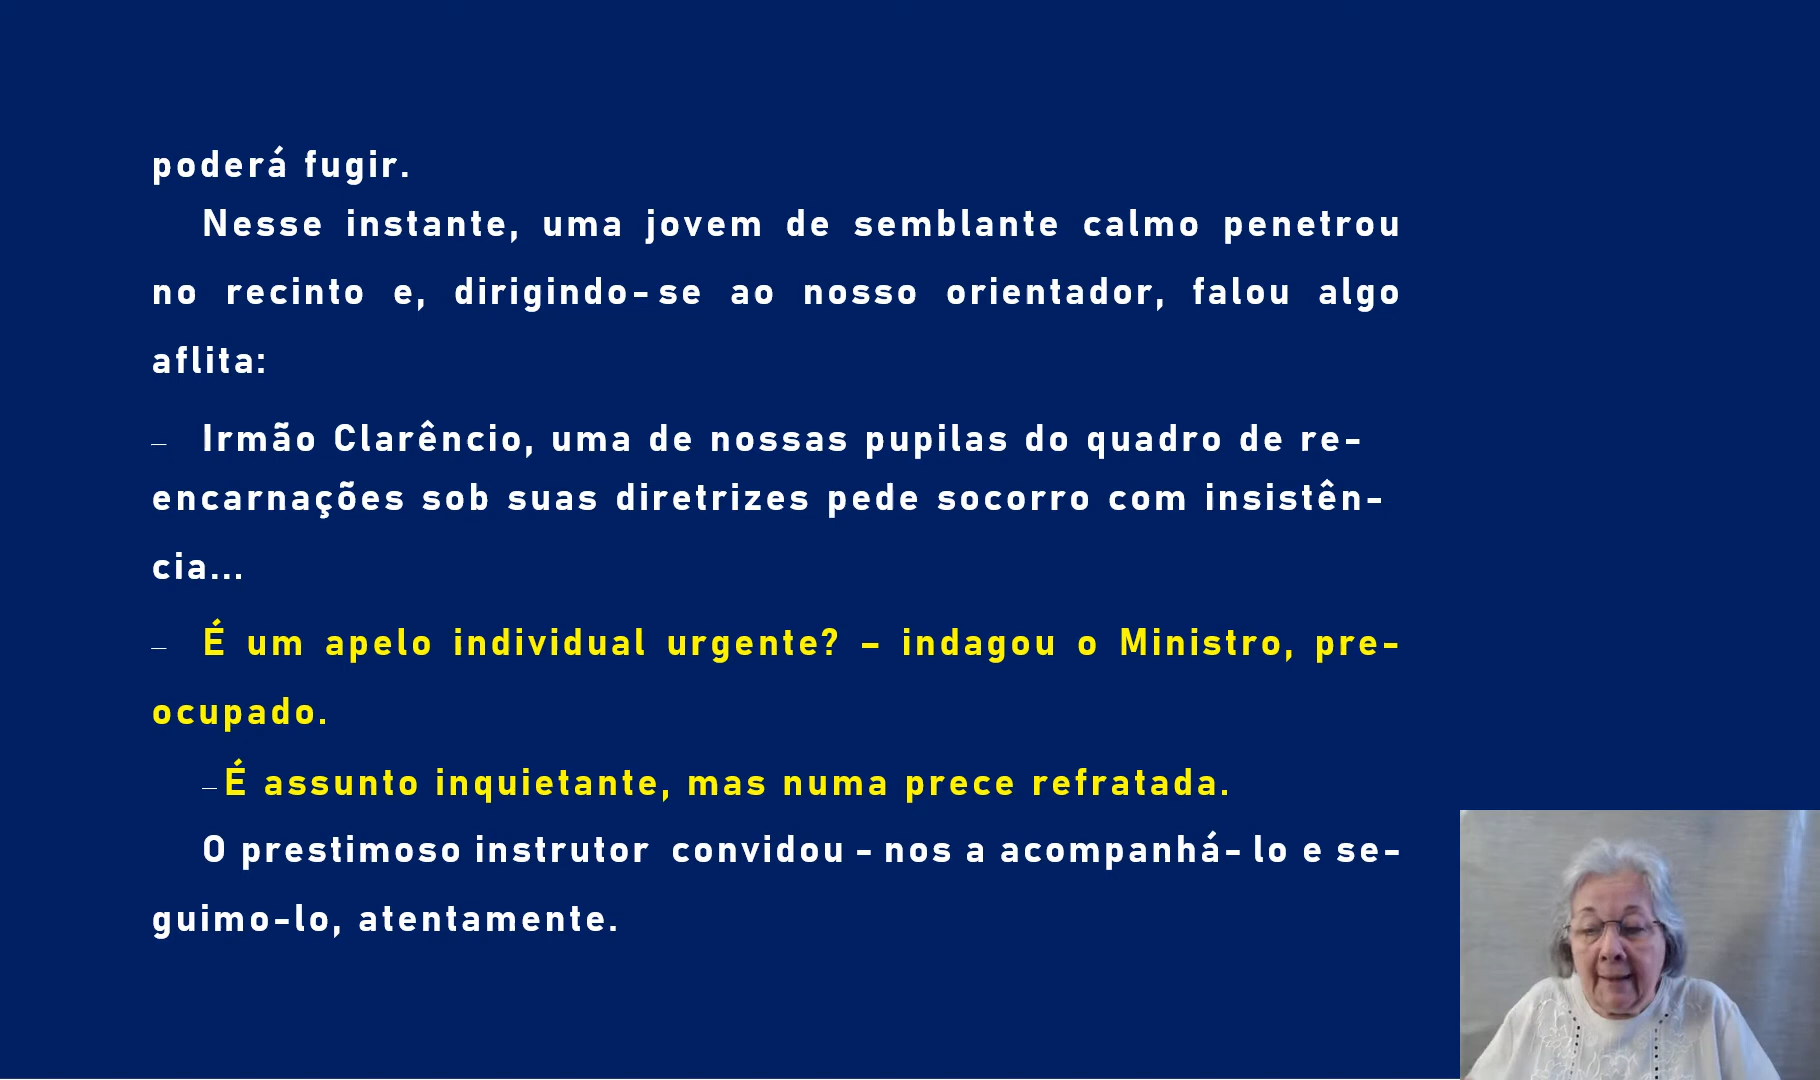 poderá fugir.
Nesse instante, uma jovem de semblante calmo penetrou
no recinto e, dirigindo-se ao nosso orientador, falou algo
aflita:
– Irmão Clarêncio, uma de nossas pupilas do quadro de re-
encarnações sob suas diretrizes pede socorro com insistên-
cia...
– É um apelo individual urgente? – indagou o Ministro, pre-
ocupado.
–É assunto inquietante, mas numa prece refratada.
O prestimoso instrutor convidou-nos a acompanhá-lo e se-
guimo-lo, atentamente.